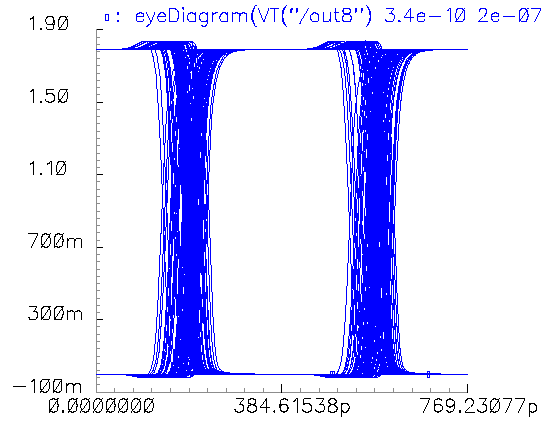 : eyeDiagram(VT("/out8") 3.4e-10 2e-07
1.90
1.50
1.10
700m
300m
-100m
0.0000000 384.61538p 769.23077p